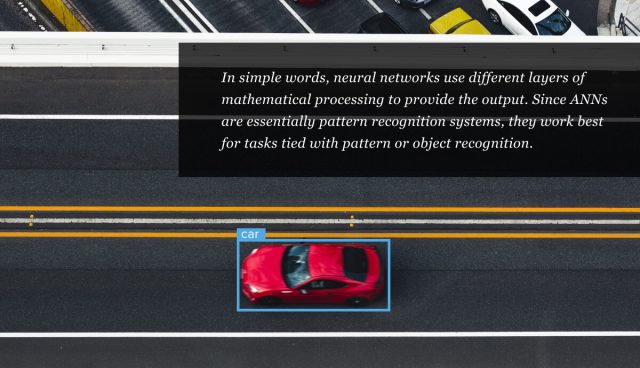 In simple words, neural networks use different layers of
mathematical processing to provide the output. Since ANNs
are essentially pattern recognition systems, they work best
for tasks tied with pattern or object recognition.
car